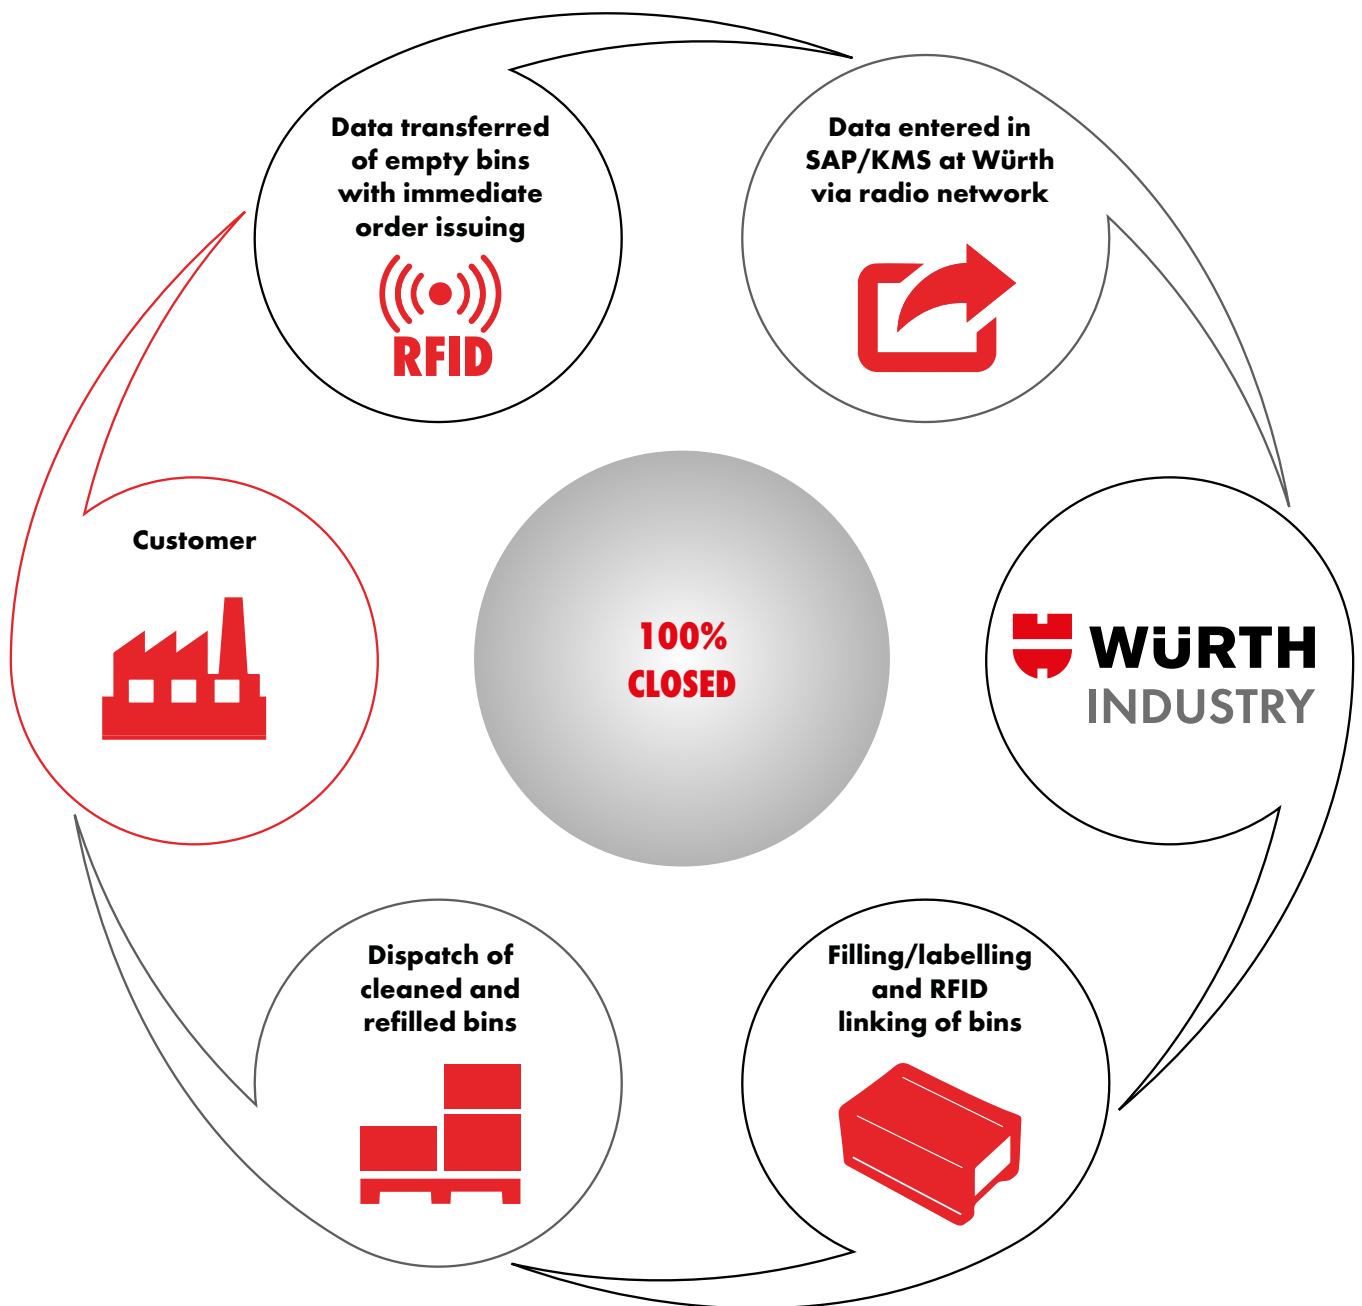 Data transferred
of empty bins
with immediate
order issuing
RFID
Data entered in
SAP/KMS at Würth
via radio network
Customer
100%
CLOSED
WÜRTH
INDUSTRY
Dispatch of
cleaned and
refilled bins
Filling/labelling
and RFID
linking of bins